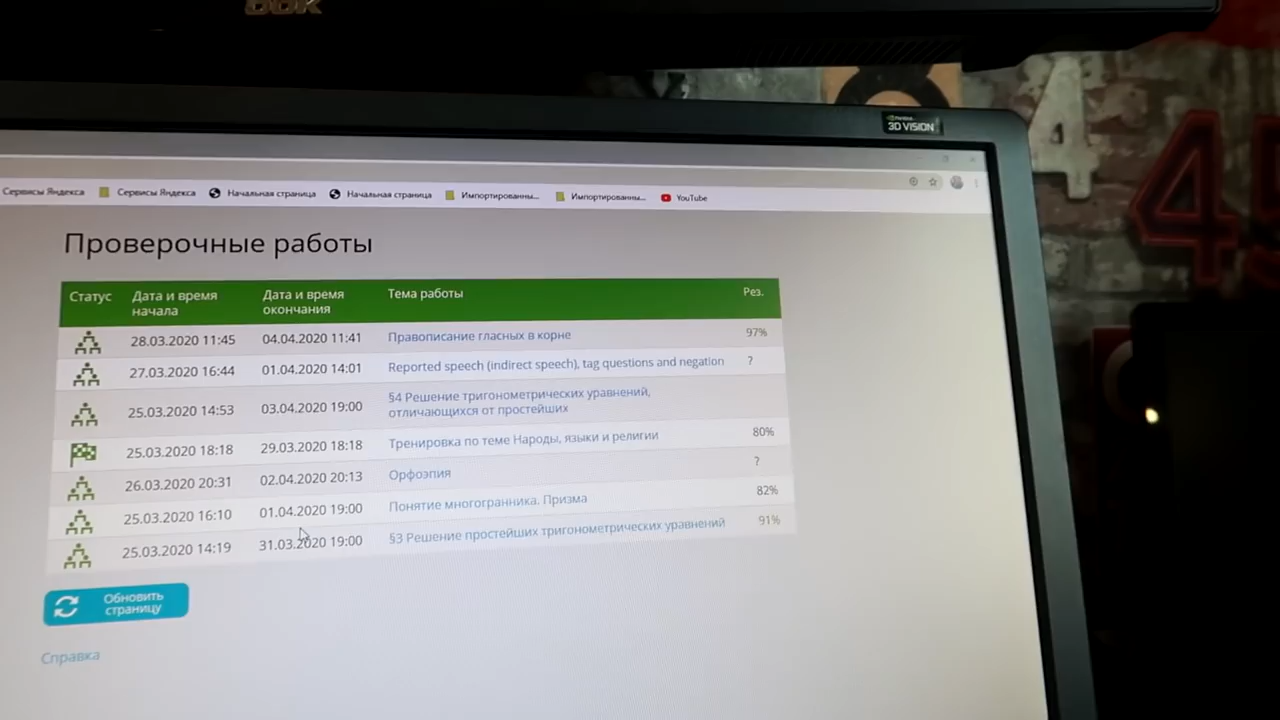 3D VISION
Сервисы Яндекса Сервисы Яндекса Начальная страница Начальная страница Импортированны... Импортированны... YouTube
Проверочные работы
Статус Дата и время начала Дата и время окончания Тема работы Рез.
28.03.2020 11:45 04.04.2020 11:41 Правописание гласных в корне 97%
27.03.2020 16:44 01.04.2020 14:01 Reported speech (indirect speech), tag questions and negation ?
25.03.2020 14:53 03.04.2020 19:00 §4 Решение тригонометрических уравнений,
отличающихся от простейших
25.03.2020 18:18 29.03.2020 18:18 Тренировка по теме Народы, языки и религии 80%
26.03.2020 20:31 02.04.2020 20:13 Орфоэпия ?
25.03.2020 16:10 01.04.2020 19:00 Понятие многогранника. Призма 82%
25.03.2020 14:19 31.03.2020 19:00 §3 Решение простейших тригонометрических уравнений 91%
Обновить
страницу
Справка
4
4